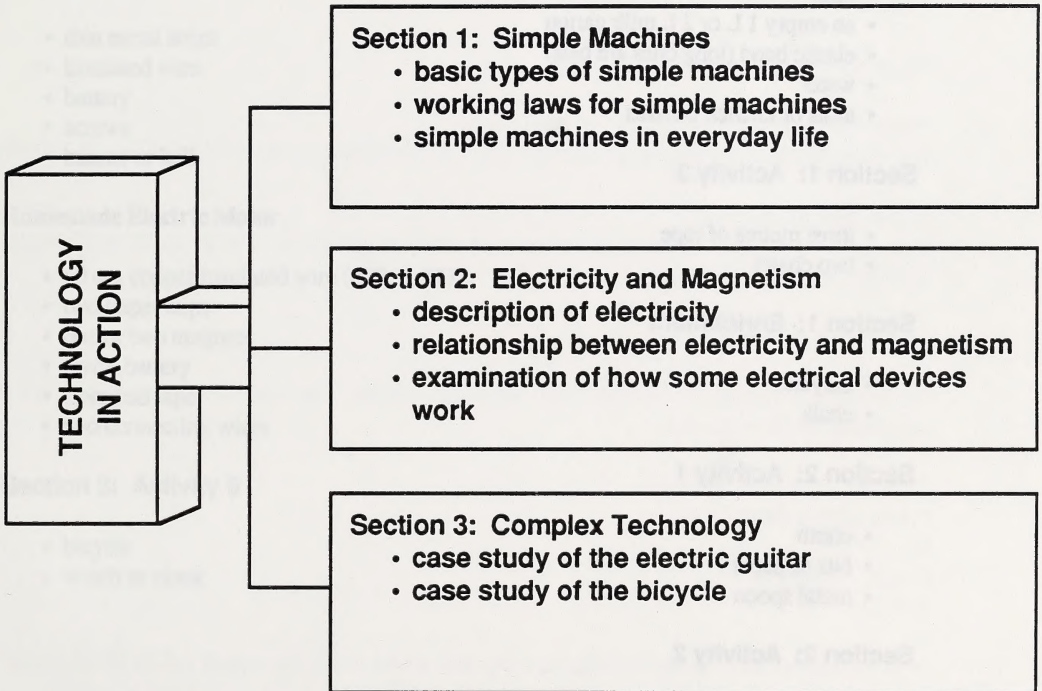 TECHNOLOGY
IN ACTION
Section 1: Simple Machines
• basic types of simple machines
• working laws for simple machines
• simple machines in everyday life
Section 2: Electricity and Magnetism
• description of electricity
• relationship between electricity and magnetism
• examination of how some electrical devices
work
Section 3: Complex Technology
• case study of the electric guitar
• case study of the bicycle